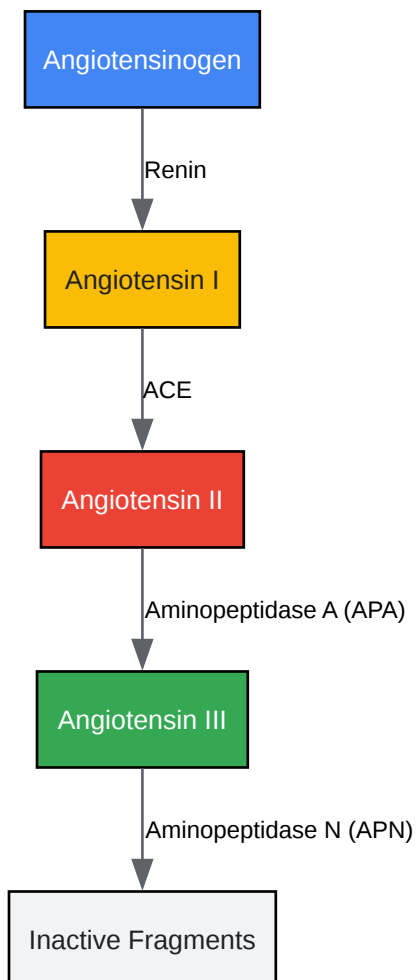 Angiotensinogen
Renin
Angiotensin I
ACE
Angiotensin II
Aminopeptidase A (APA)
Angiotensin III
Aminopeptidase N (APN)
Inactive Fragments